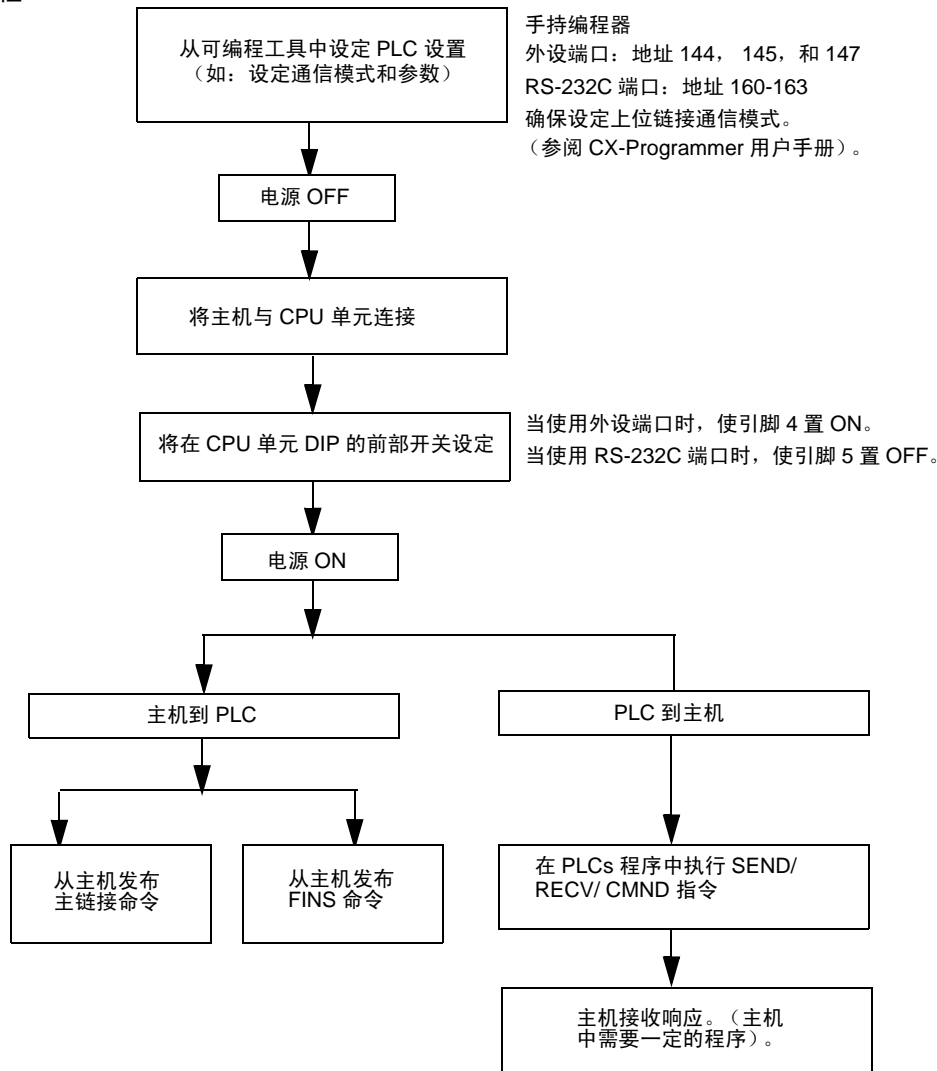 从可编程工具中设定 PLC 设置
（如：设定通信模式和参数）
手持编程器
外设端口：地址 144， 145，和 147
RS-232C 端口：地址 160-163
确保设定上位链接通信模式。
（参阅 CX-Programmer 用户手册）。
电源 OFF
将主机与 CPU 单元连接
将在 CPU 单元 DIP 的前部开关设定
当使用外设端口时，使引脚 4 置 ON。
当使用 RS-232C 端口时，使引脚 5 置 OFF。
电源 ON
主机到 PLC
PLC 到主机
从主机发布
主链接命令
从主机发布
FINS 命令
在 PLCs 程序中执行 SEND/
RECV/ CMND 指令
主机接收响应。（主机
中需要一定的程序）。